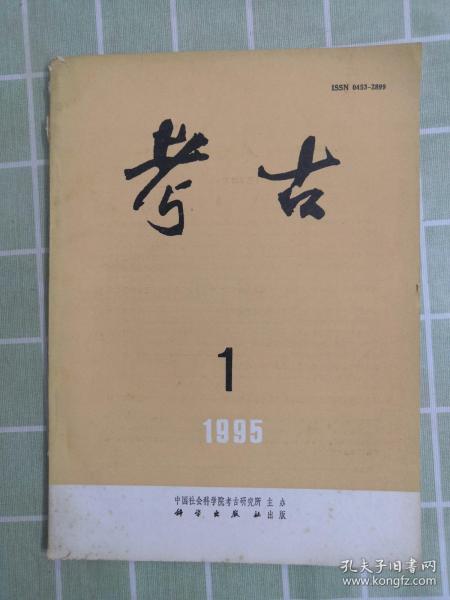 ISSN 0453-2899
考古
1
1995
中国社会科学院考古研究所 主办
科学出版社 出版
孔夫子旧书网
www.kongfz.com